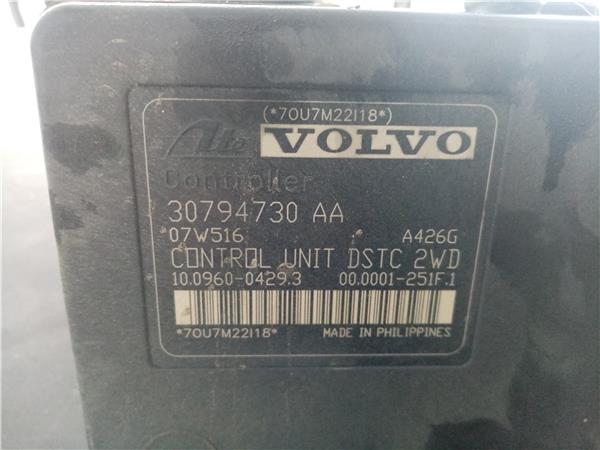 (*70U7M22I18*)
Ate VOLVO
Controller
30794730 AA
07W516 A426G
CONTROL UNIT DSTC 2WD
10.0960-0429.3 00.0001-251F.1
*70U7M22I18* MADE IN PHILIPPINES